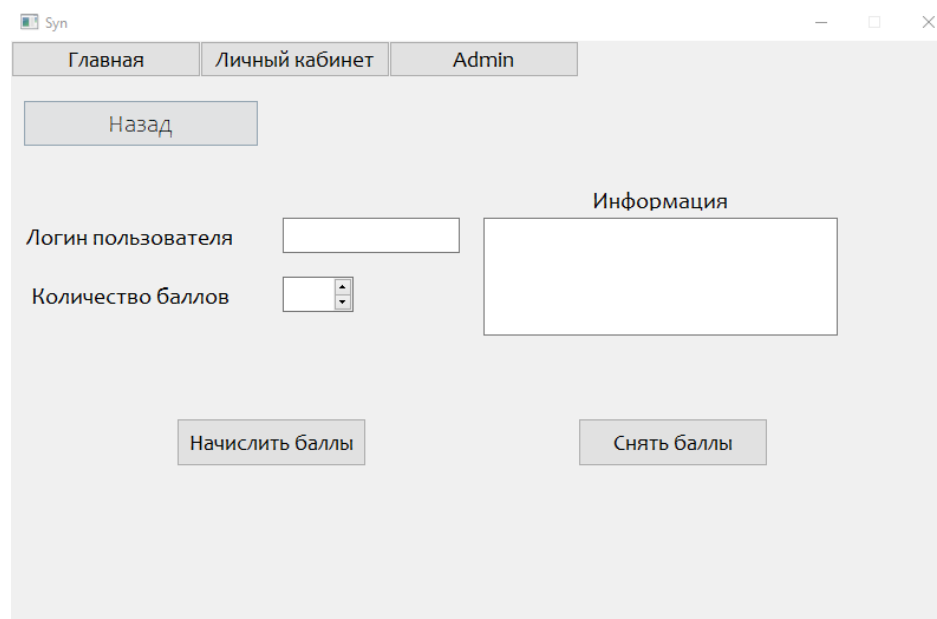 Syn
Главная Личный кабинет Admin
Назад
Информация
Логин пользователя
Количество баллов
Начислить баллы Снять баллы